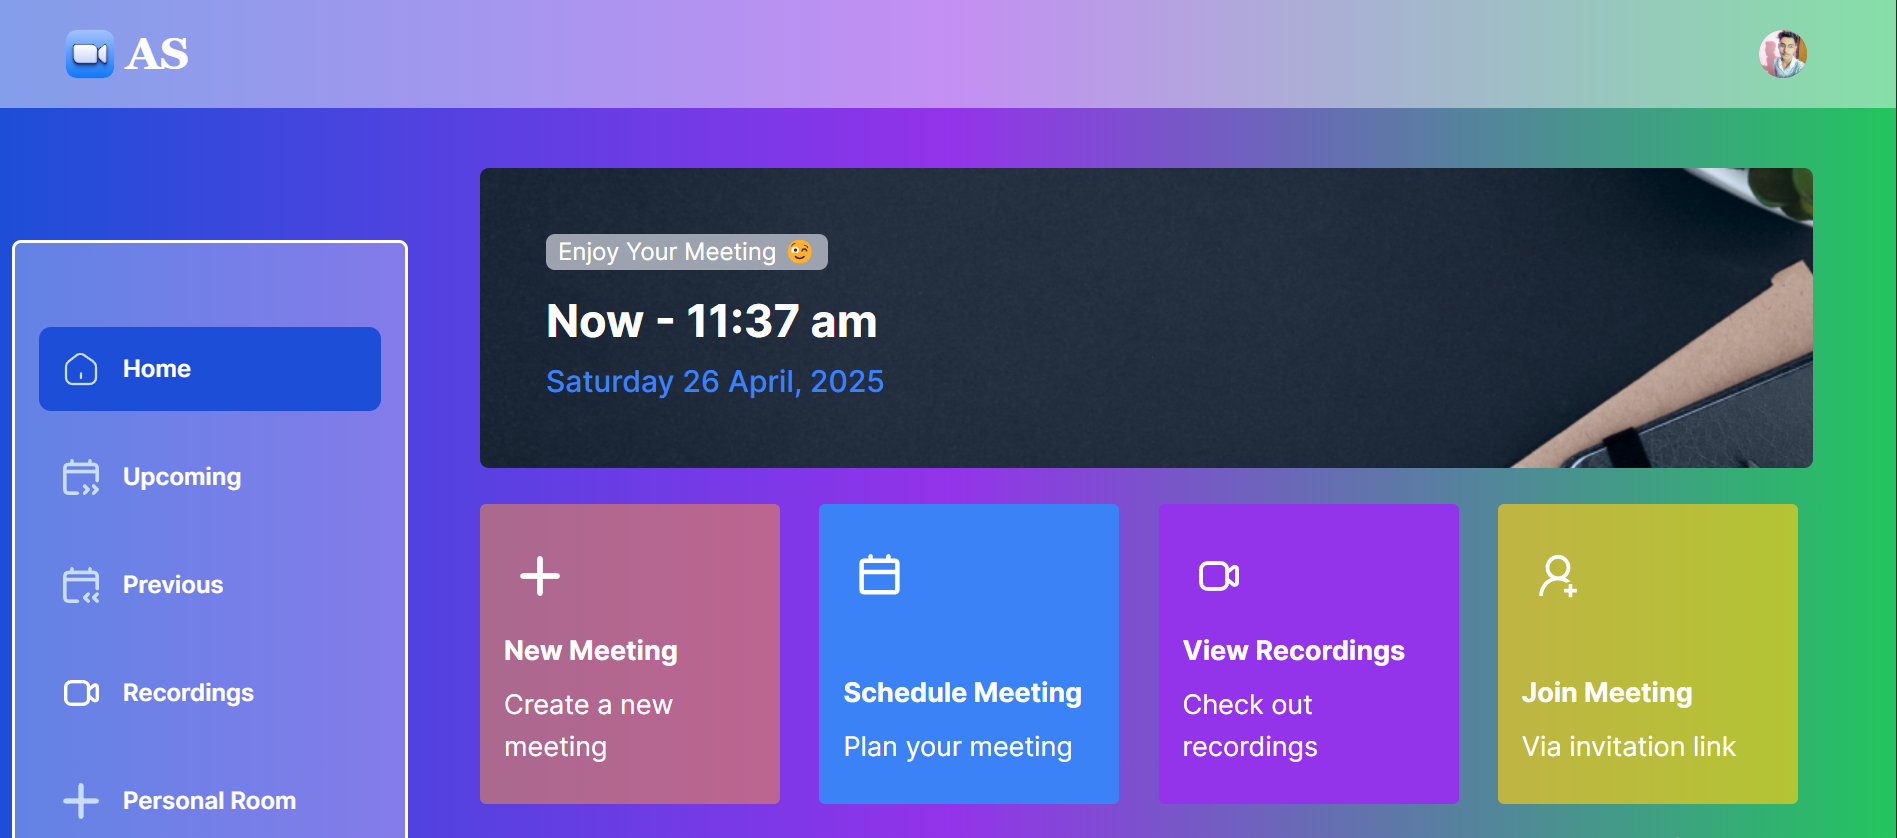 AS
Home
Upcoming
Previous
Recordings
Personal Room
Enjoy Your Meeting 😉
Now - 11:37 am
Saturday 26 April, 2025
New Meeting
Create a new
meeting
Schedule Meeting
Plan your meeting
View Recordings
Check out
recordings
Join Meeting
Via invitation link